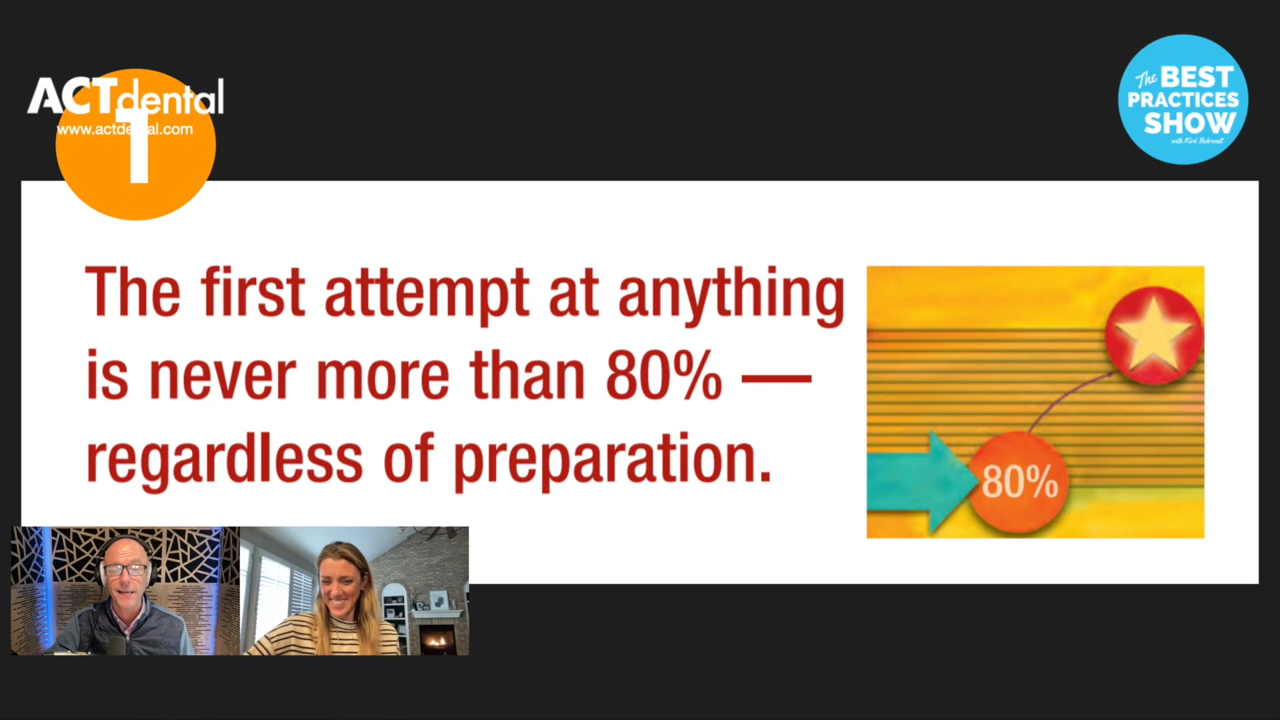 ACTdental
www.actdental.com
1
The BEST
PRACTICES
SHOW
The first attempt at anything
is never more than 80% —
regardless of preparation.
80%